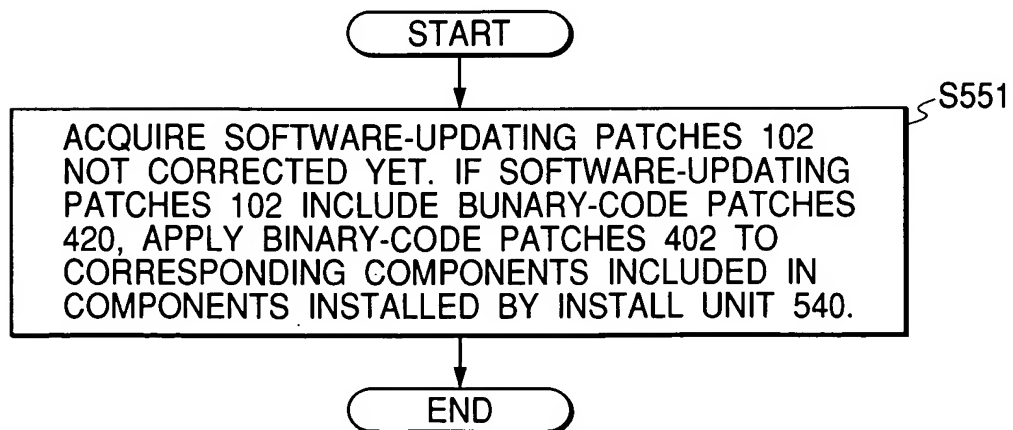 START
S551
ACQUIRE SOFTWARE-UPDATING PATCHES 102
NOT CORRECTED YET. IF SOFTWARE-UPDATING
PATCHES 102 INCLUDE BUNARY-CODE PATCHES
420, APPLY BINARY-CODE PATCHES 402 TO
CORRESPONDING COMPONENTS INCLUDED IN
COMPONENTS INSTALLED BY INSTALL UNIT 540.
END